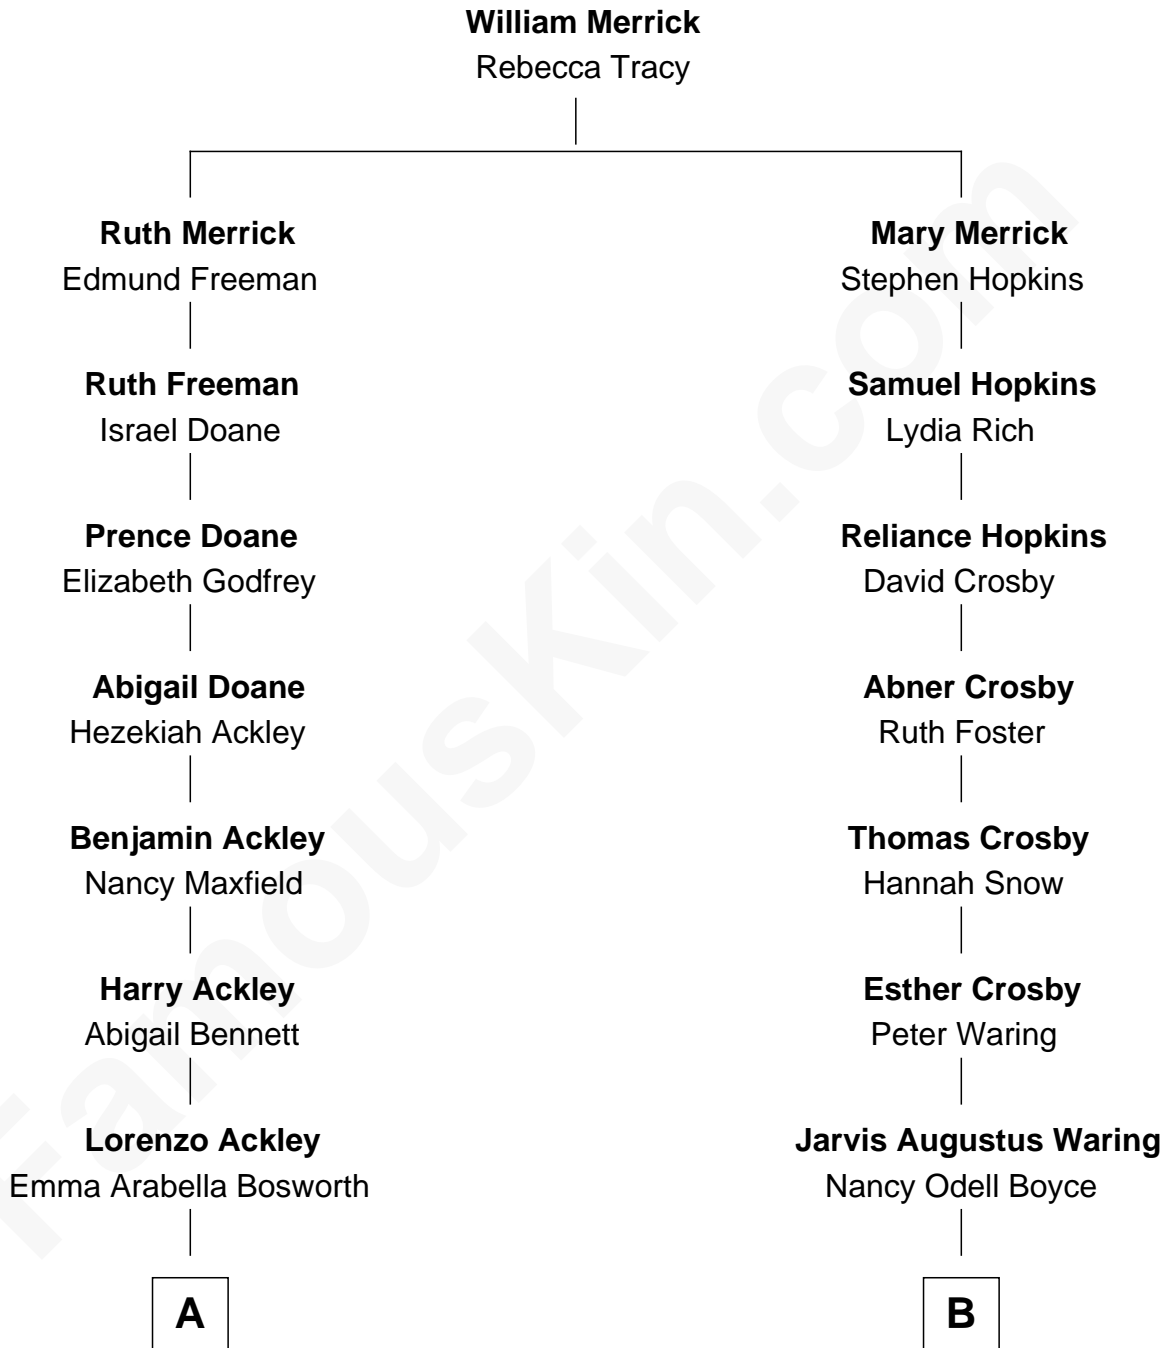 William Merrick
Rebecca Tracy
Ruth Merrick
Edmund Freeman
Mary Merrick
Stephen Hopkins
Ruth Freeman
Israel Doane
Samuel Hopkins
Lydia Rich
Prence Doane
Elizabeth Godfrey
Reliance Hopkins
David Crosby
Abigail Doane
Hezekiah Ackley
Abner Crosby
Ruth Foster
Benjamin Ackley
Nancy Maxfield
Thomas Crosby
Hannah Snow
Harry Ackley
Abigail Bennett
Esther Crosby
Peter Waring
Lorenzo Ackley
Emma Arabella Bosworth
Jarvis Augustus Waring
Nancy Odell Boyce
A
B
FamousKin.com